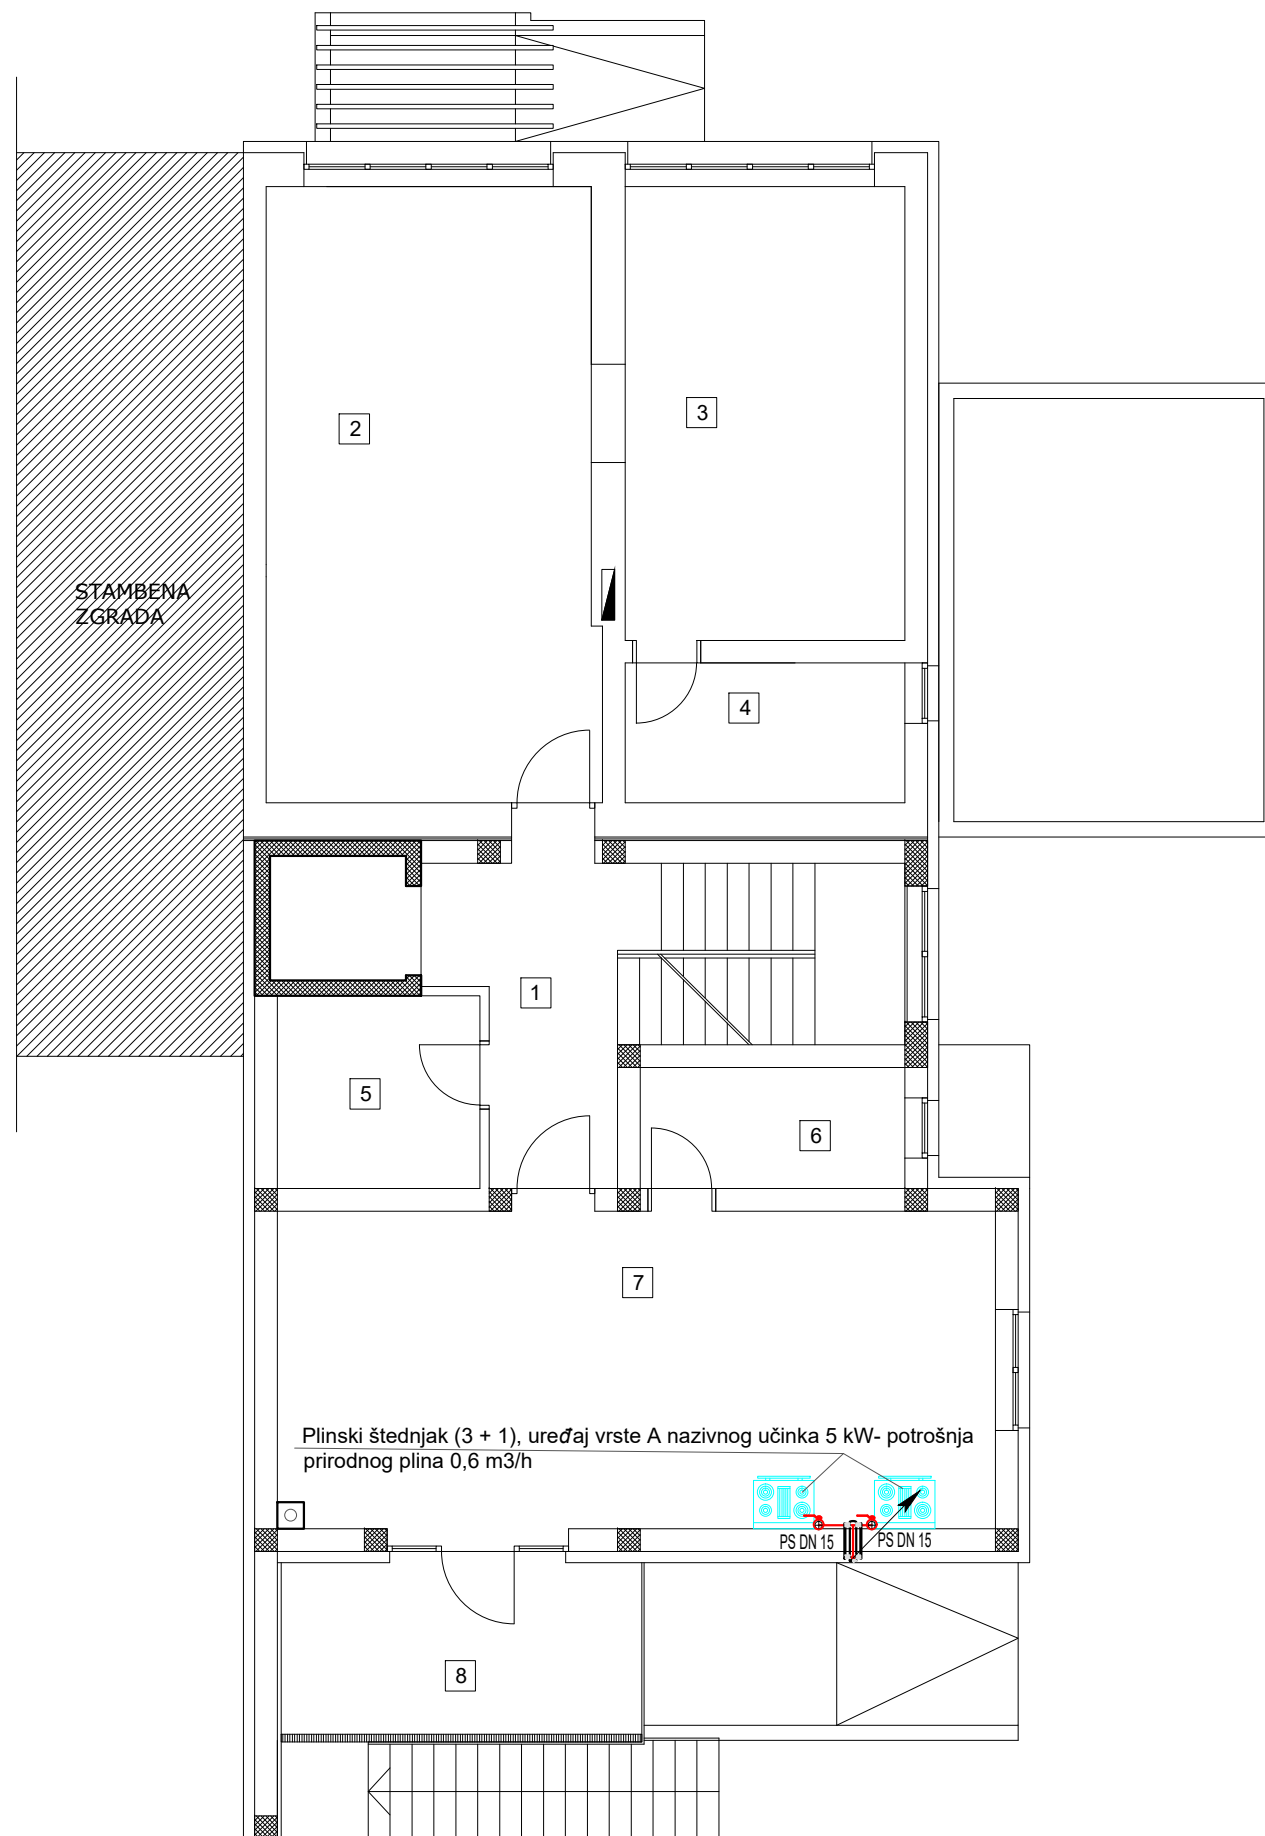 3
2
STAMBENA
ZGRADA
4
1
5
6
7
Plinski štednjak (3 + 1), uređaj vrste A nazivnog učinka 5 kW- potrošnja
prirodnog plina 0,6 m3/h
PS DN 15
PS DN 15
8